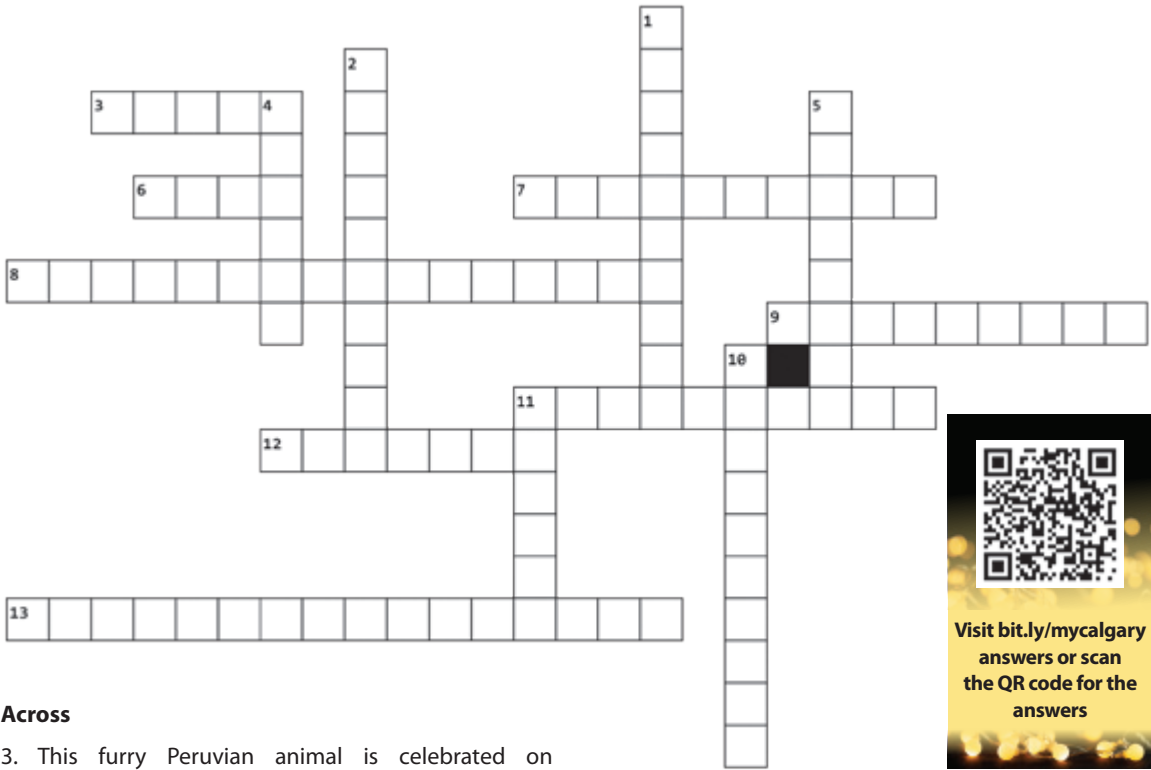 1
2
3 4 5
6 7
8
9
10
11
12
13
Visit bit.ly/mycalgary
answers or scan
the QR code for the
answers
Across
3. This furry Peruvian animal is celebrated on